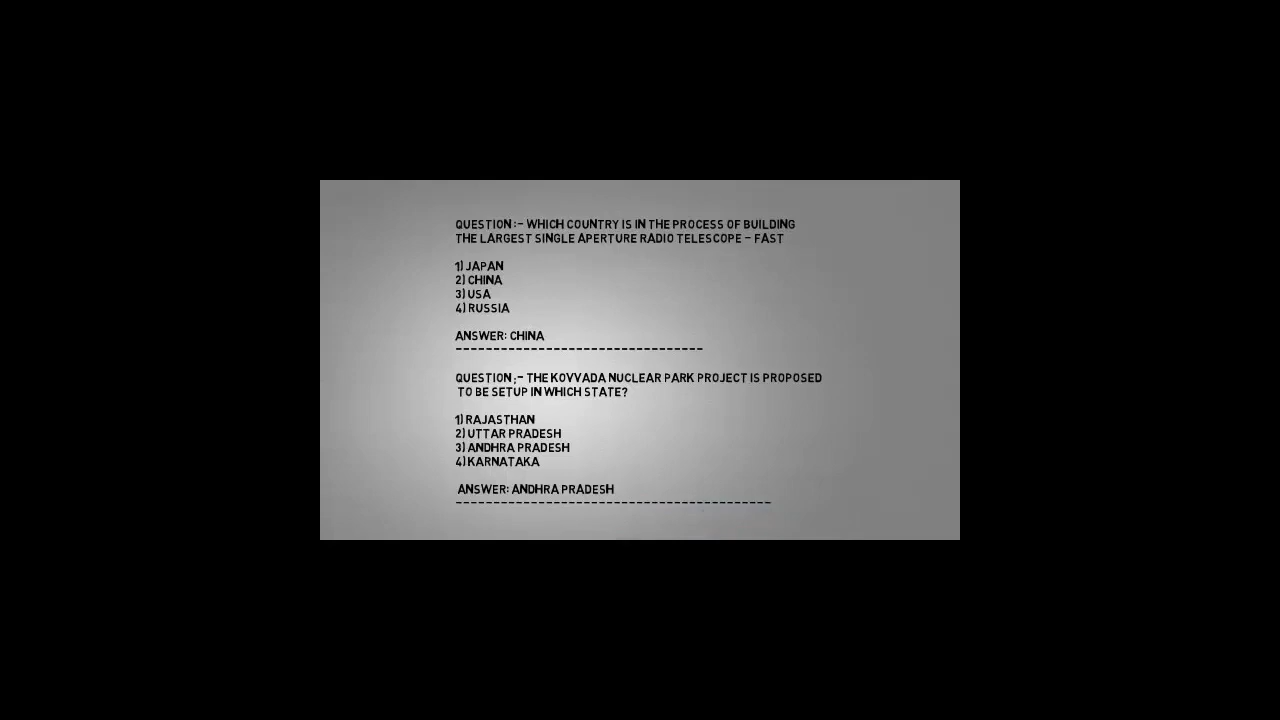 QUESTION :- WHICH COUNTRY IS IN THE PROCESS OF BUILDING
THE LARGEST SINGLE APERTURE RADIO TELESCOPE - FAST
1) JAPAN
2) CHINA
3) USA
4) RUSSIA
ANSWER: CHINA
---------------------------------
QUESTION ;- THE KOVVADA NUCLEAR PARK PROJECT IS PROPOSED
TO BE SETUP IN WHICH STATE?
1) RAJASTHAN
2) UTTAR PRADESH
3) ANDHRA PRADESH
4) KARNATAKA
ANSWER: ANDHRA PRADESH
------------------------------------------